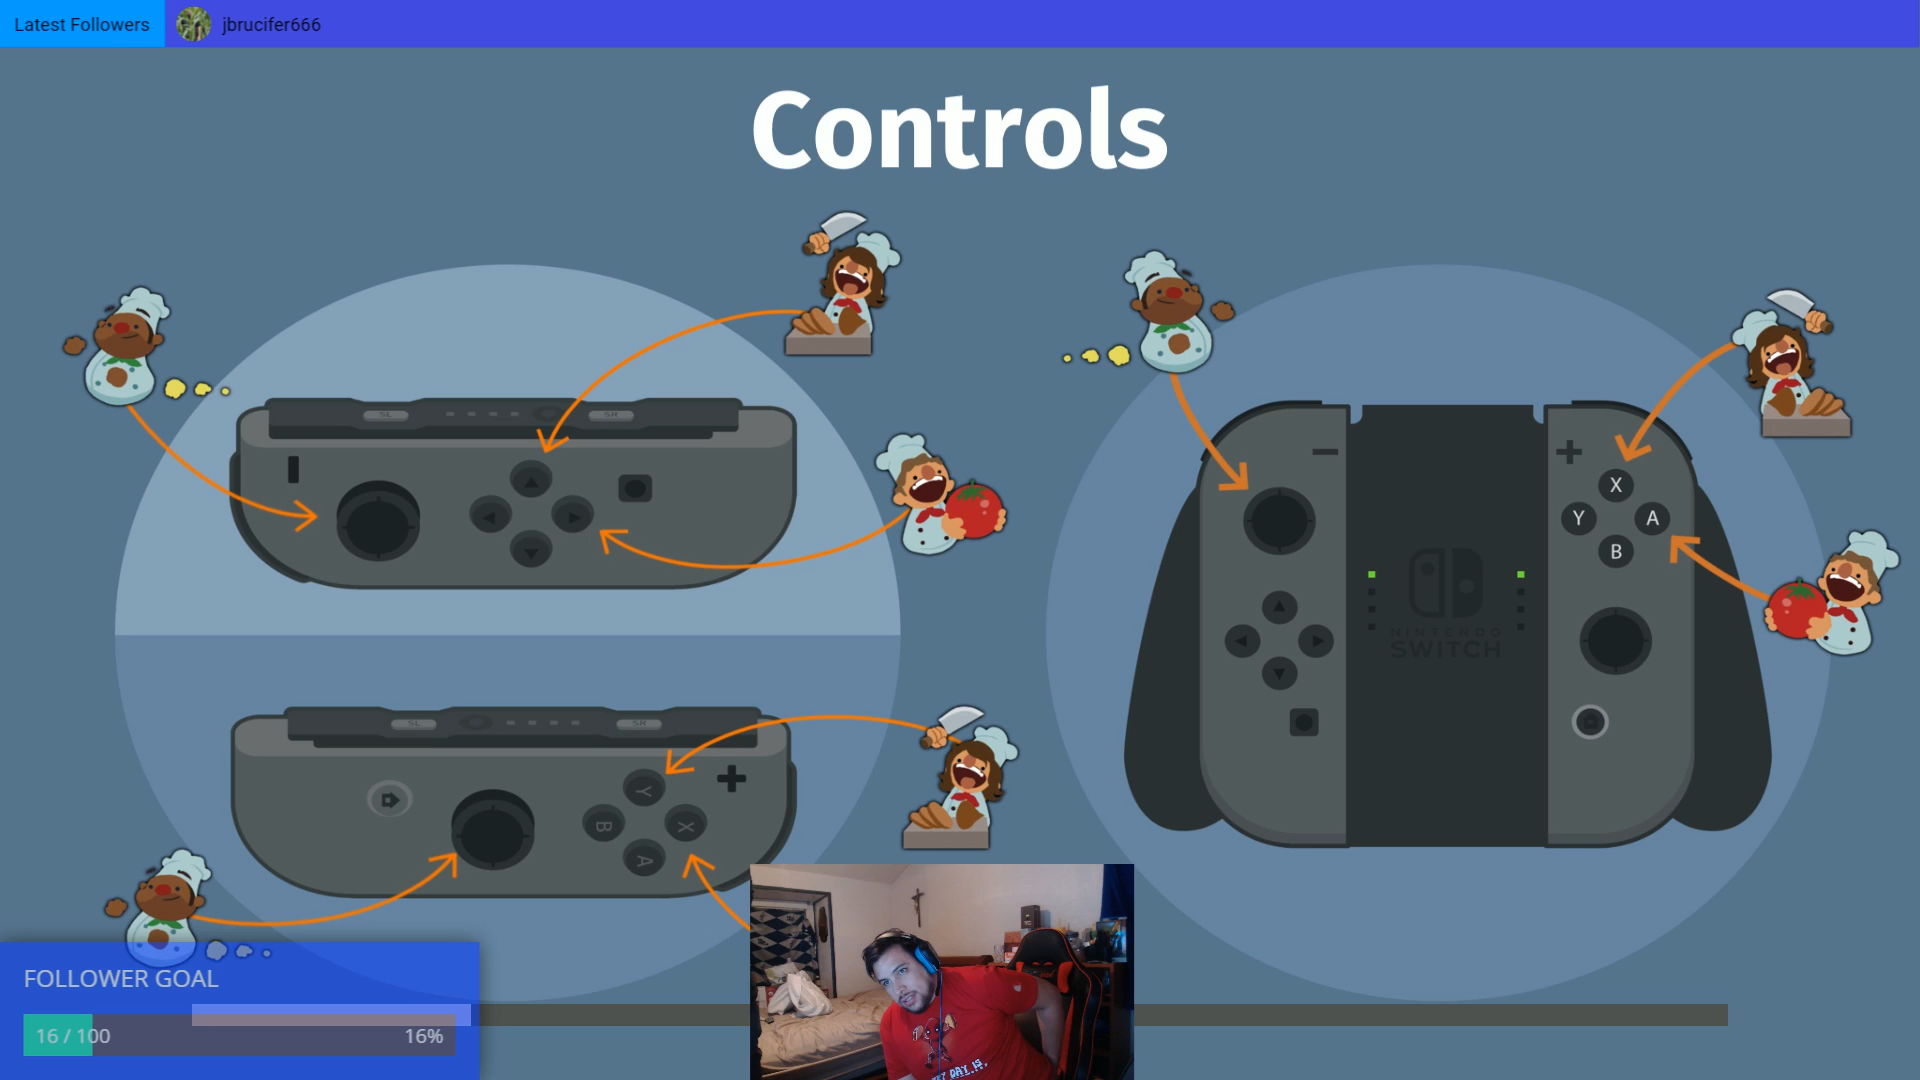 Latest Followers
jbrucifer666
Controls
SL
SR
X
Y
A
B
NINTENDO
SWITCH
SL
SR
Y
B
X
A
FOLLOWER GOAL
16 / 100
16%